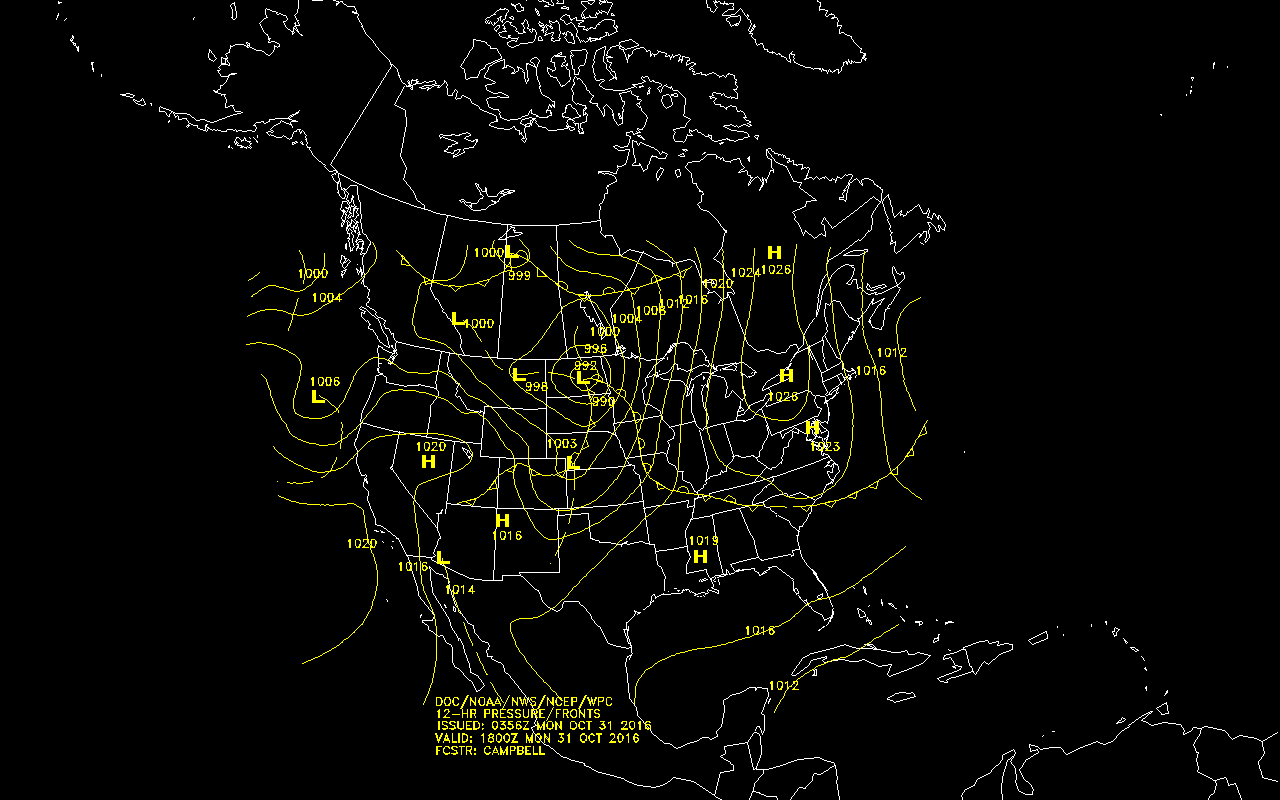 H
1000 L
1024 1026
1000
999
1020
1004
1012 1016
1008
L 1000
1004
1000
996
1012
992
1016
L
L
H
1006
998
L
990
1028
H
1020
1003
1023
H
L
H
1016
1019
1020
H
L
1016
1014
1016
1012
DOC/NOAA/NWS/NCEP/WPC
12-HR PRESSURE/FRONTS
ISSUED: 0356Z MON OCT 31 2016
VALID: 1800Z MON 31 OCT 2016
FCSTR: CAMPBELL